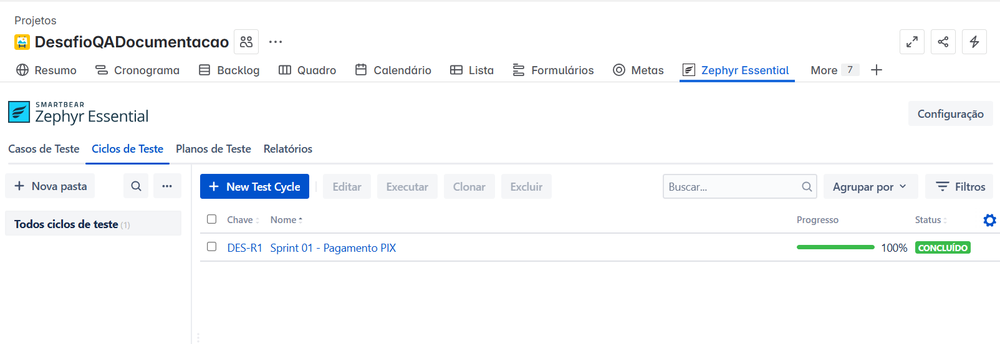 Projetos
DesafioQADocumentacao
Resumo Cronograma Backlog Quadro Calendário Lista Formulários Metas Zephyr Essential More 7
SMARTBEAR
Zephyr Essential
Configuração
Casos de Teste Ciclos de Teste Planos de Teste Relatórios
Nova pasta New Test Cycle Editar Executar Clonar Excluir Buscar... Agrupar por Filtros
Todos ciclos de teste (1)
Chave Nome Progresso Status
DES-R1 Sprint 01 - Pagamento PIX 100% CONCLUÍDO